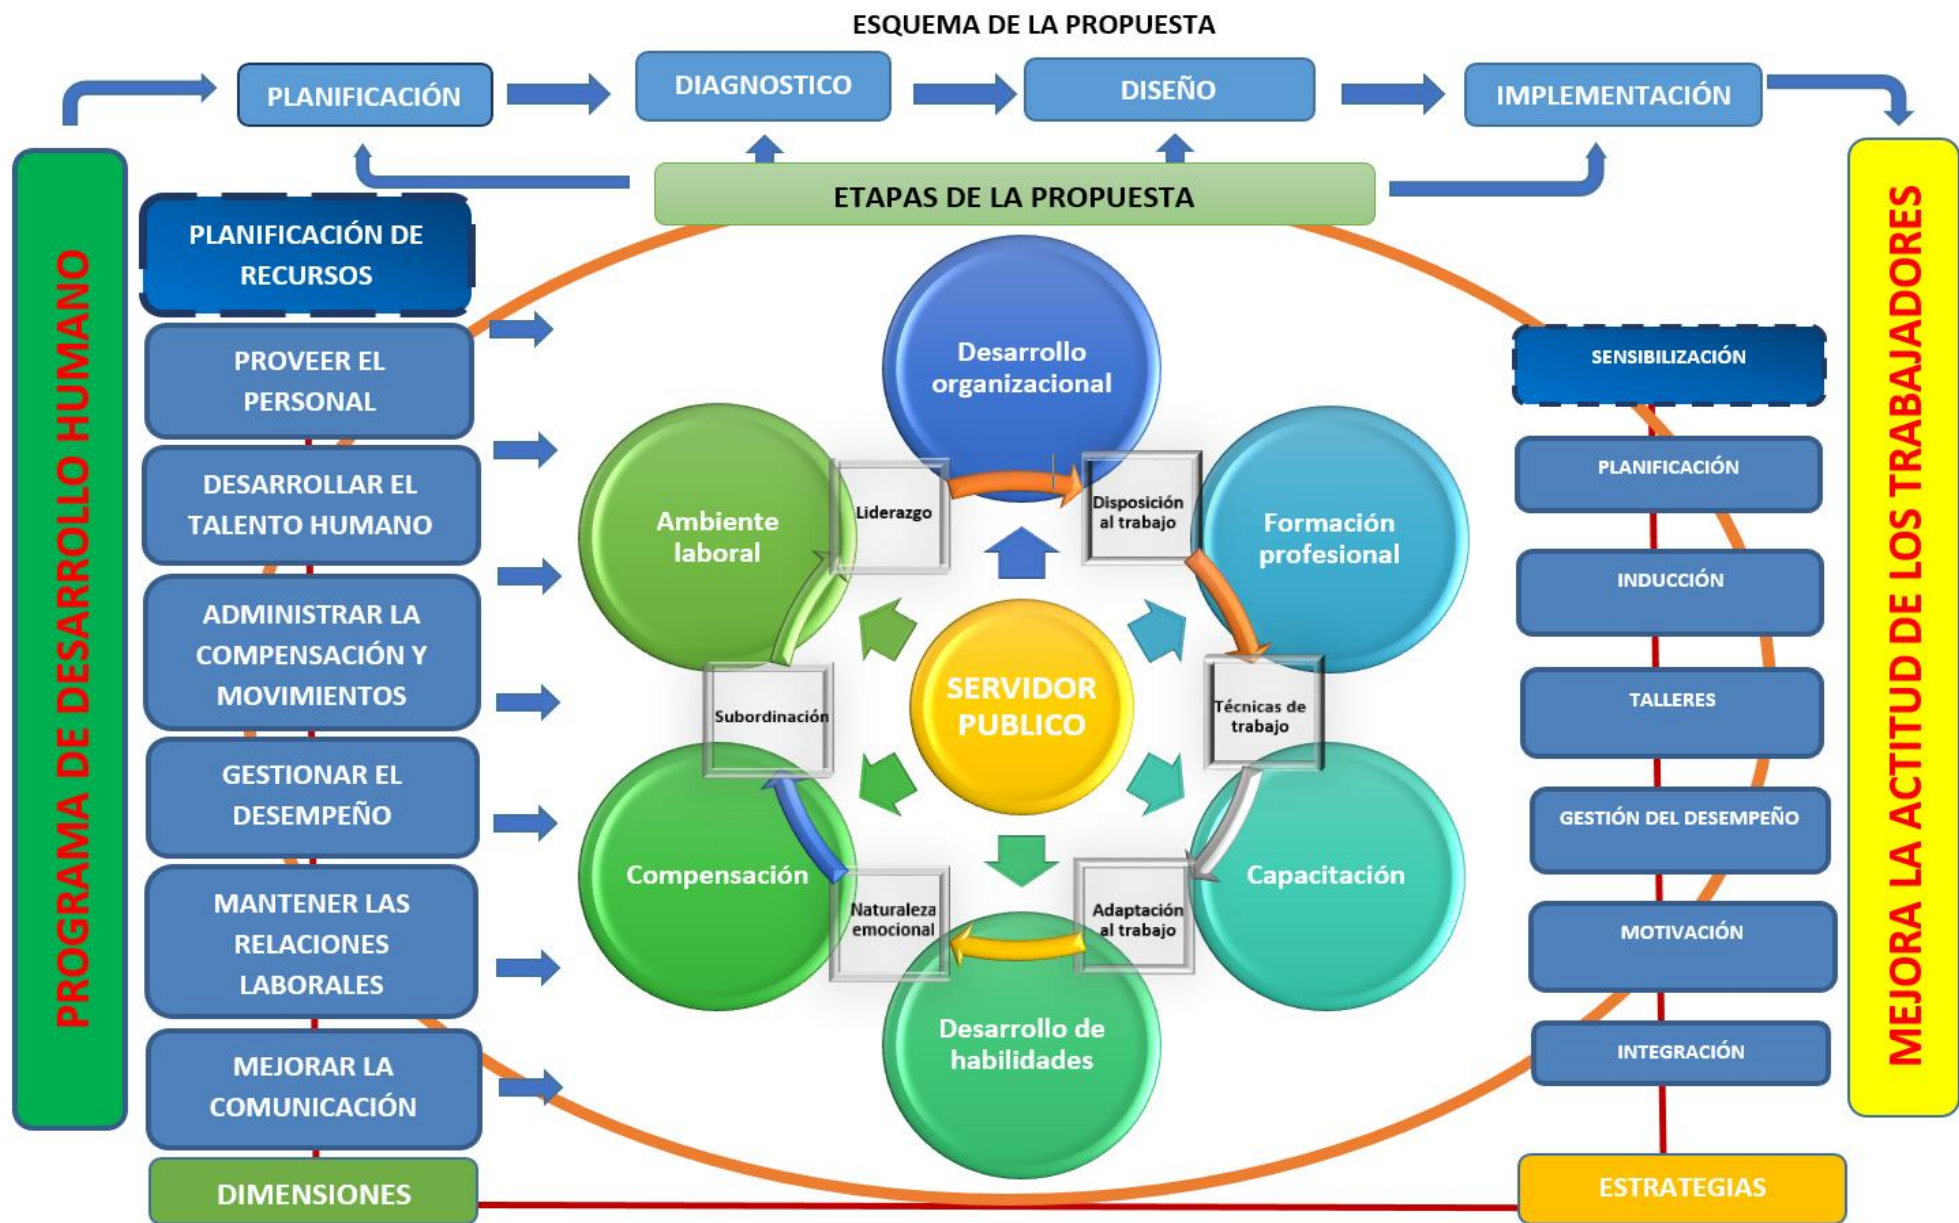 ESQUEMA DE LA PROPUESTA
PLANIFICACIÓN
DIAGNOSTICO
DISEÑO
IMPLEMENTACIÓN
ETAPAS DE LA PROPUESTA
PROGRAMA DE DESARROLLO HUMANO
PLANIFICACIÓN DE
RECURSOS
PROVEER EL
PERSONAL
DESARROLLAR EL
TALENTO HUMANO
ADMINISTRAR LA
COMPENSACIÓN Y
MOVIMIENTOS
GESTIONAR EL
DESEMPEÑO
MANTENER LAS
RELACIONES
LABORALES
MEJORAR LA
COMUNICACIÓN
DIMENSIONES
Desarrollo
organizacional
Disposición
al trabajo
Formación
profesional
Técnicas de
trabajo
Capacitación
Adaptación
al trabajo
Desarrollo de
habilidades
Naturaleza
emocional
Compensación
Subordinación
Ambiente
laboral
Liderazgo
SERVIDOR
PUBLICO
SENSIBILIZACIÓN
PLANIFICACIÓN
INDUCCIÓN
TALLERES
GESTIÓN DEL DESEMPEÑO
MOTIVACIÓN
INTEGRACIÓN
ESTRATEGIAS
MEJORA LA ACTITUD DE LOS TRABAJADORES